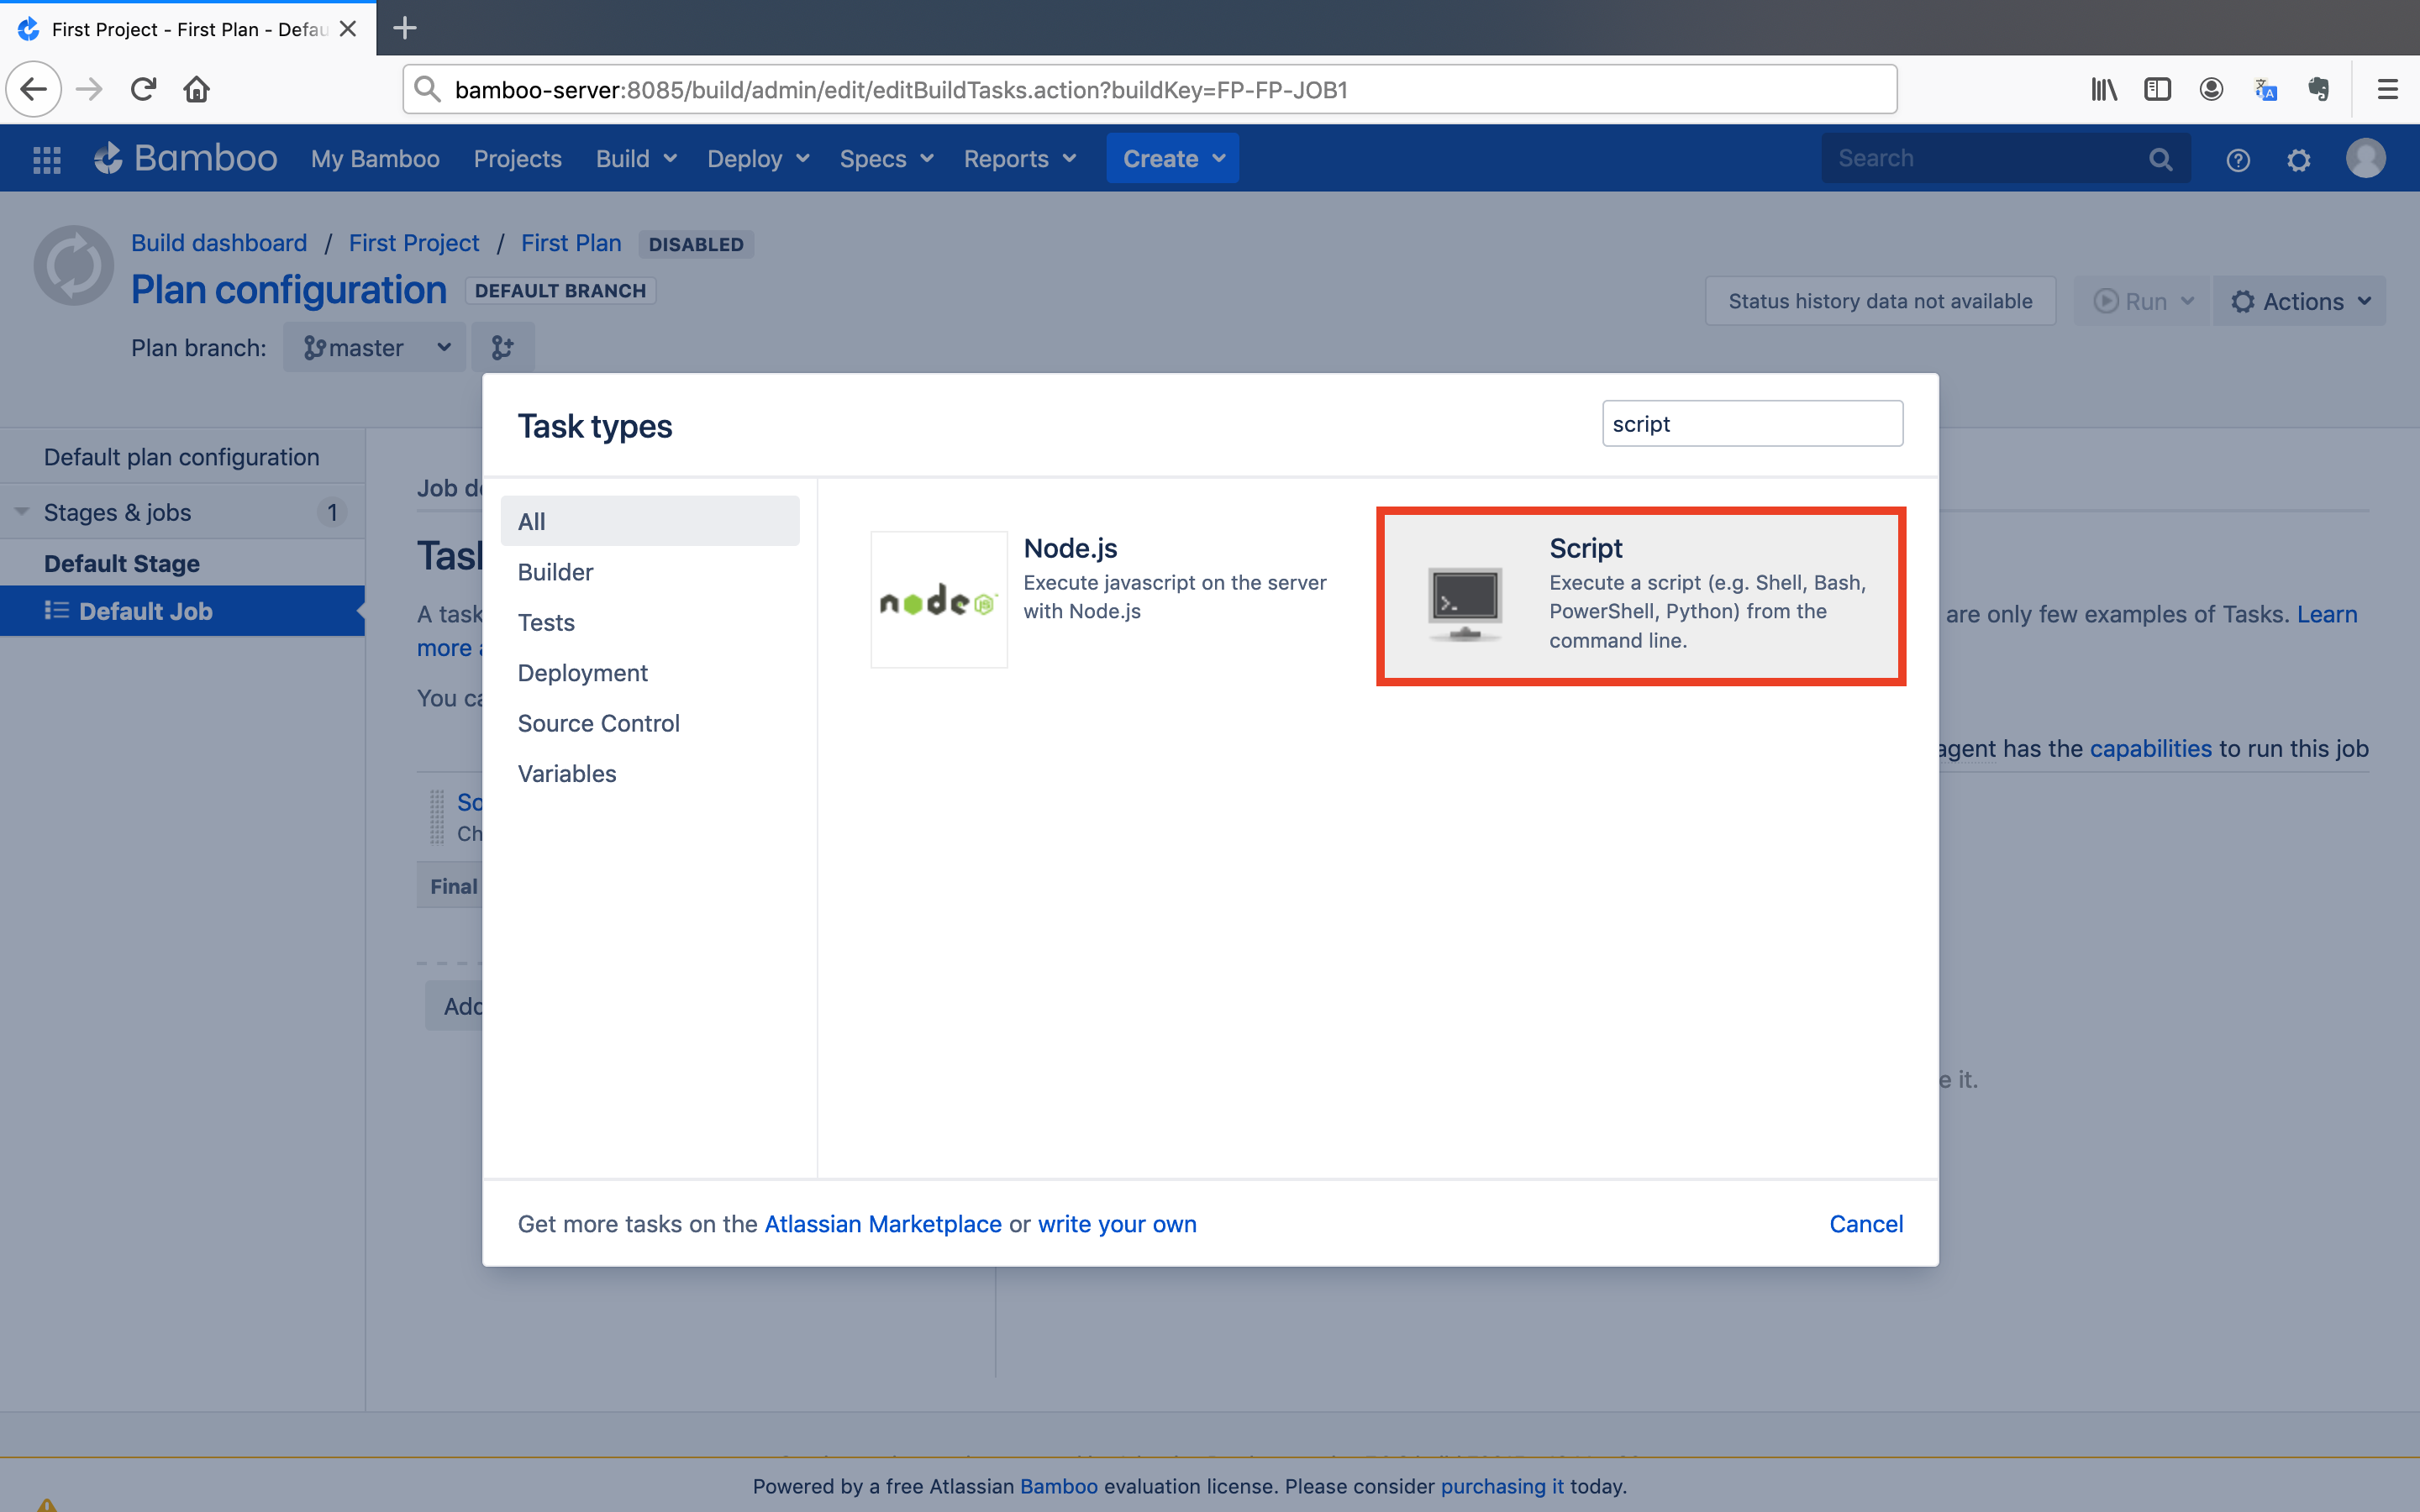 First Project - First Plan - Defau
bamboo-server:8085/build/admin/edit/editBuildTasks.action?buildKey=FP-FP-JOB1
Bamboo My Bamboo Projects Build Deploy Specs Reports Create Search
Build dashboard / First Project / First Plan DISABLED
Plan configuration DEFAULT BRANCH
Status history data not available Run Actions
Plan branch: master
Task types script
Default plan configuration
Stages & jobs 1
Default Stage
Default Job
Job
A task
more
You
Final
Add
All
Builder
Tests
Deployment
Source Control
Variables
node JS
Node.js
Execute javascript on the server
with Node.js
>_
Script
Execute a script (e.g. Shell, Bash,
PowerShell, Python) from the
command line.
are only few examples of Tasks. Learn
agent has the capabilities to run this job
it.
Get more tasks on the Atlassian Marketplace or write your own Cancel
Powered by a free Atlassian Bamboo evaluation license. Please consider purchasing it today.